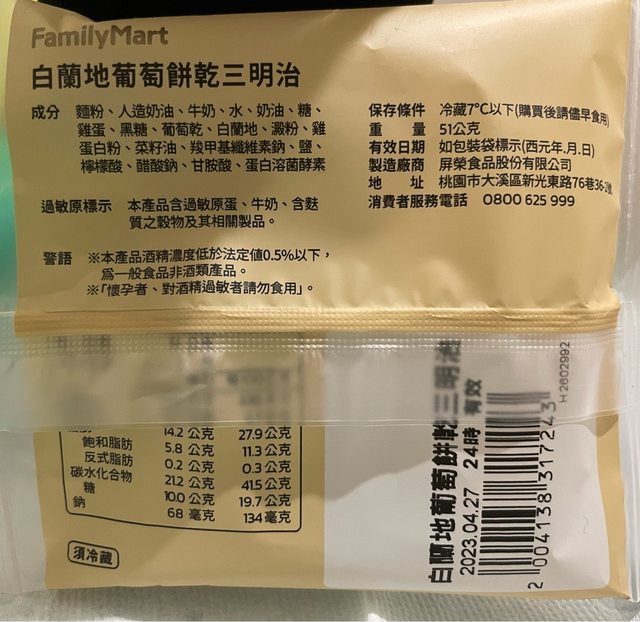 FamilyMart
白蘭地葡萄餅乾三明治
成分 麵粉、人造奶油、牛奶、水、奶油、糖、
雞蛋、黑糖、葡萄乾、白蘭地、澱粉、雞
蛋白粉、菜籽油、羧甲基纖維素鈉、鹽、
檸檬酸、醋酸鈉、甘胺酸、蛋白溶菌酵素
過敏原標示 本產品含過敏原蛋、牛奶、含麩
質之穀物及其相關製品。
警語 ※本產品酒精濃度低於法定值0.5%以下，
為一般食品非酒類產品。
※「懷孕者、對酒精過敏者請勿食用」。
保存條件 冷藏7°C以下(購買後請儘早食用)
重量 51公克
有效日期 如包裝袋標示(西元年.月.日)
製造廠商 屏榮食品股份有限公司
地址 桃園市大溪區新光東路76巷36-2號
消費者服務電話 0800 625 999
14.2 公克 27.9 公克
飽和脂肪 5.8 公克 11.3 公克
反式脂肪 0.2 公克 0.3 公克
碳水化合物 21.2 公克 41.5 公克
糖 10.0 公克 19.7 公克
鈉 68 毫克 134 毫克
須冷藏
白蘭地葡萄餅乾三明治
2023.04.27 24時 有效
2004138317243
H2602992